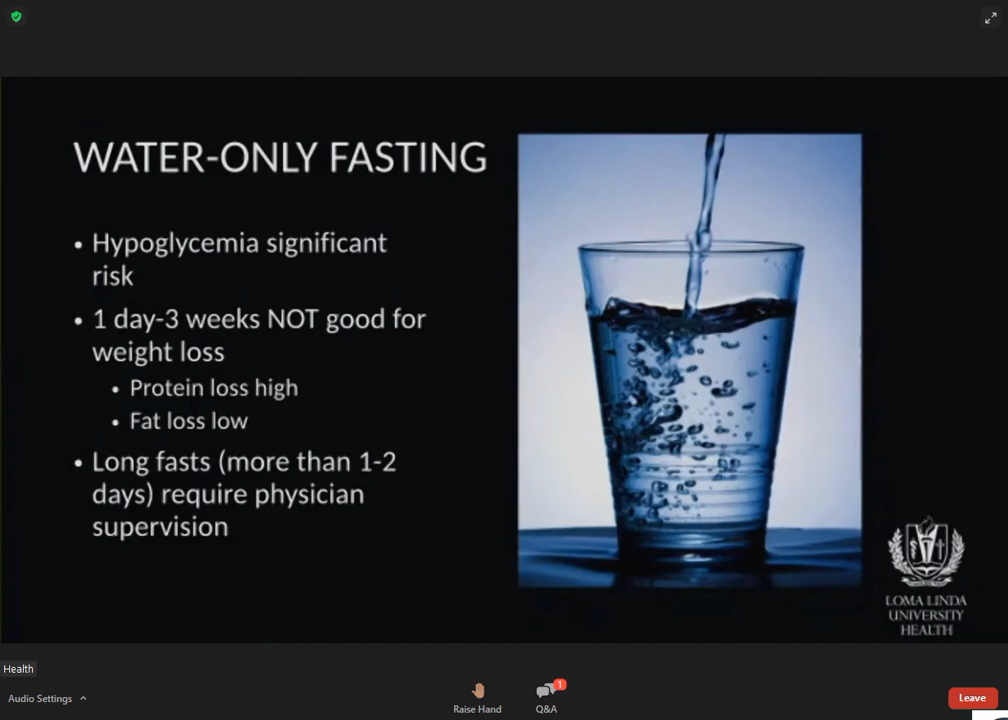 WATER-ONLY FASTING
• Hypoglycemia significant
risk
• 1 day-3 weeks NOT good for
weight loss
• Protein loss high
• Fat loss low
• Long fasts (more than 1-2
days) require physician
supervision
LOMA LINDA
UNIVERSITY
HEALTH
Health
Audio Settings
Raise Hand
1
Q&A
Leave